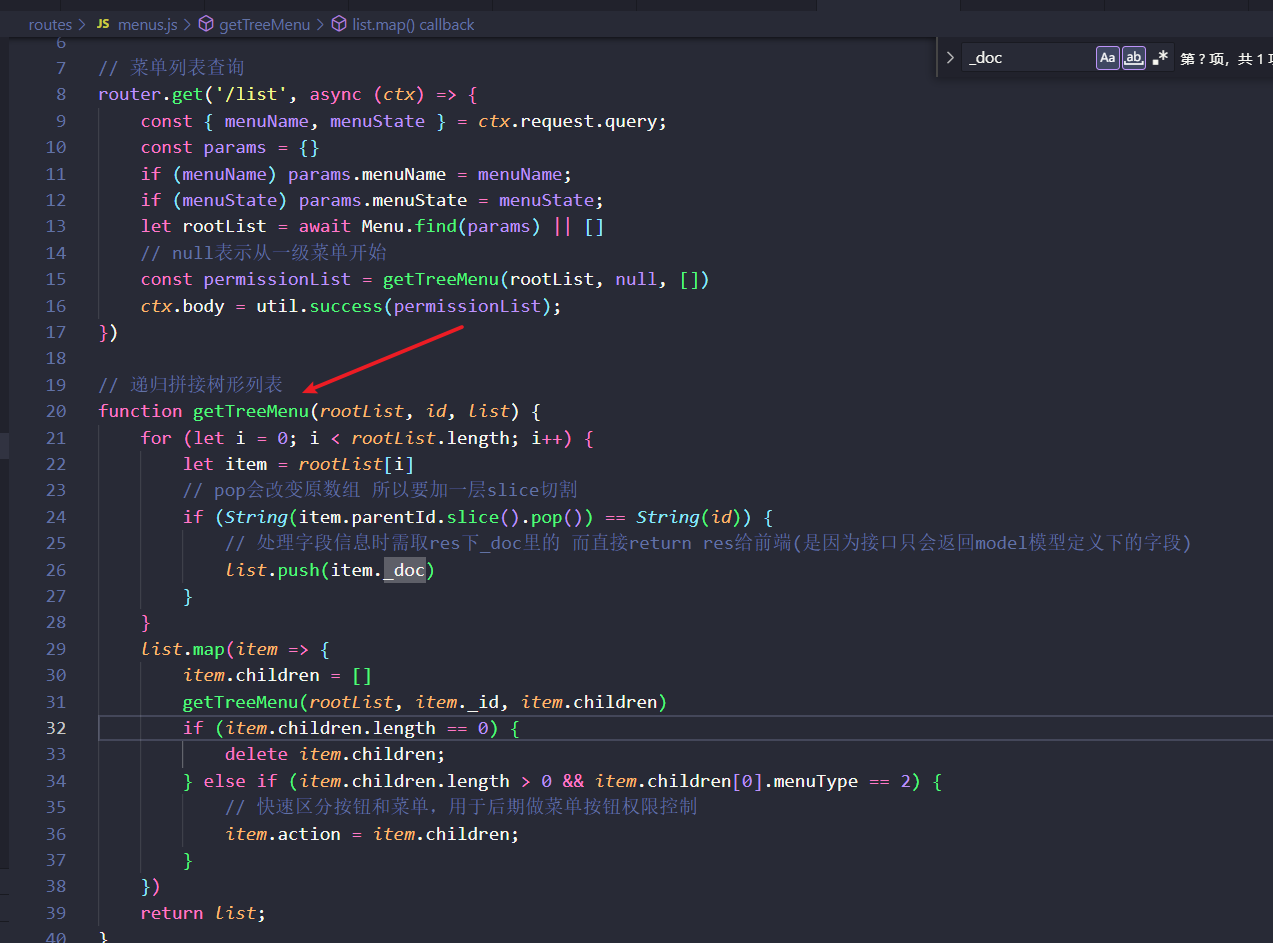 routes > JS menus.js > getTreeMenu > list.map() callback
> _doc Aa ab .* 第 ? 项, 共 1 项
6
7 // 菜单列表查询
8 router.get('/list', async (ctx) => {
9 const { menuName, menuState } = ctx.request.query;
10 const params = {}
11 if (menuName) params.menuName = menuName;
12 if (menuState) params.menuState = menuState;
13 let rootList = await Menu.find(params) || []
14 // null表示从一级菜单开始
15 const permissionList = getTreeMenu(rootList, null, [])
16 ctx.body = util.success(permissionList);
17 })
18
19 // 递归拼接树形列表
20 function getTreeMenu(rootList, id, list) {
21 for (let i = 0; i < rootList.length; i++) {
22 let item = rootList[i]
23 // pop会改变原数组 所以要加一层slice切割
24 if (String(item.parentId.slice().pop()) == String(id)) {
25 // 处理字段信息时需取res下_doc里的 而直接return res给前端(是因为接口只会返回model模型定义下的字段)
26 list.push(item._doc)
27 }
28 }
29 list.map(item => {
30 item.children = []
31 getTreeMenu(rootList, item._id, item.children)
32 if (item.children.length == 0) {
33 delete item.children;
34 } else if (item.children.length > 0 && item.children[0].menuType == 2) {
35 // 快速区分按钮和菜单，用于后期做菜单按钮权限控制
36 item.action = item.children;
37 }
38 })
39 return list;
40 }